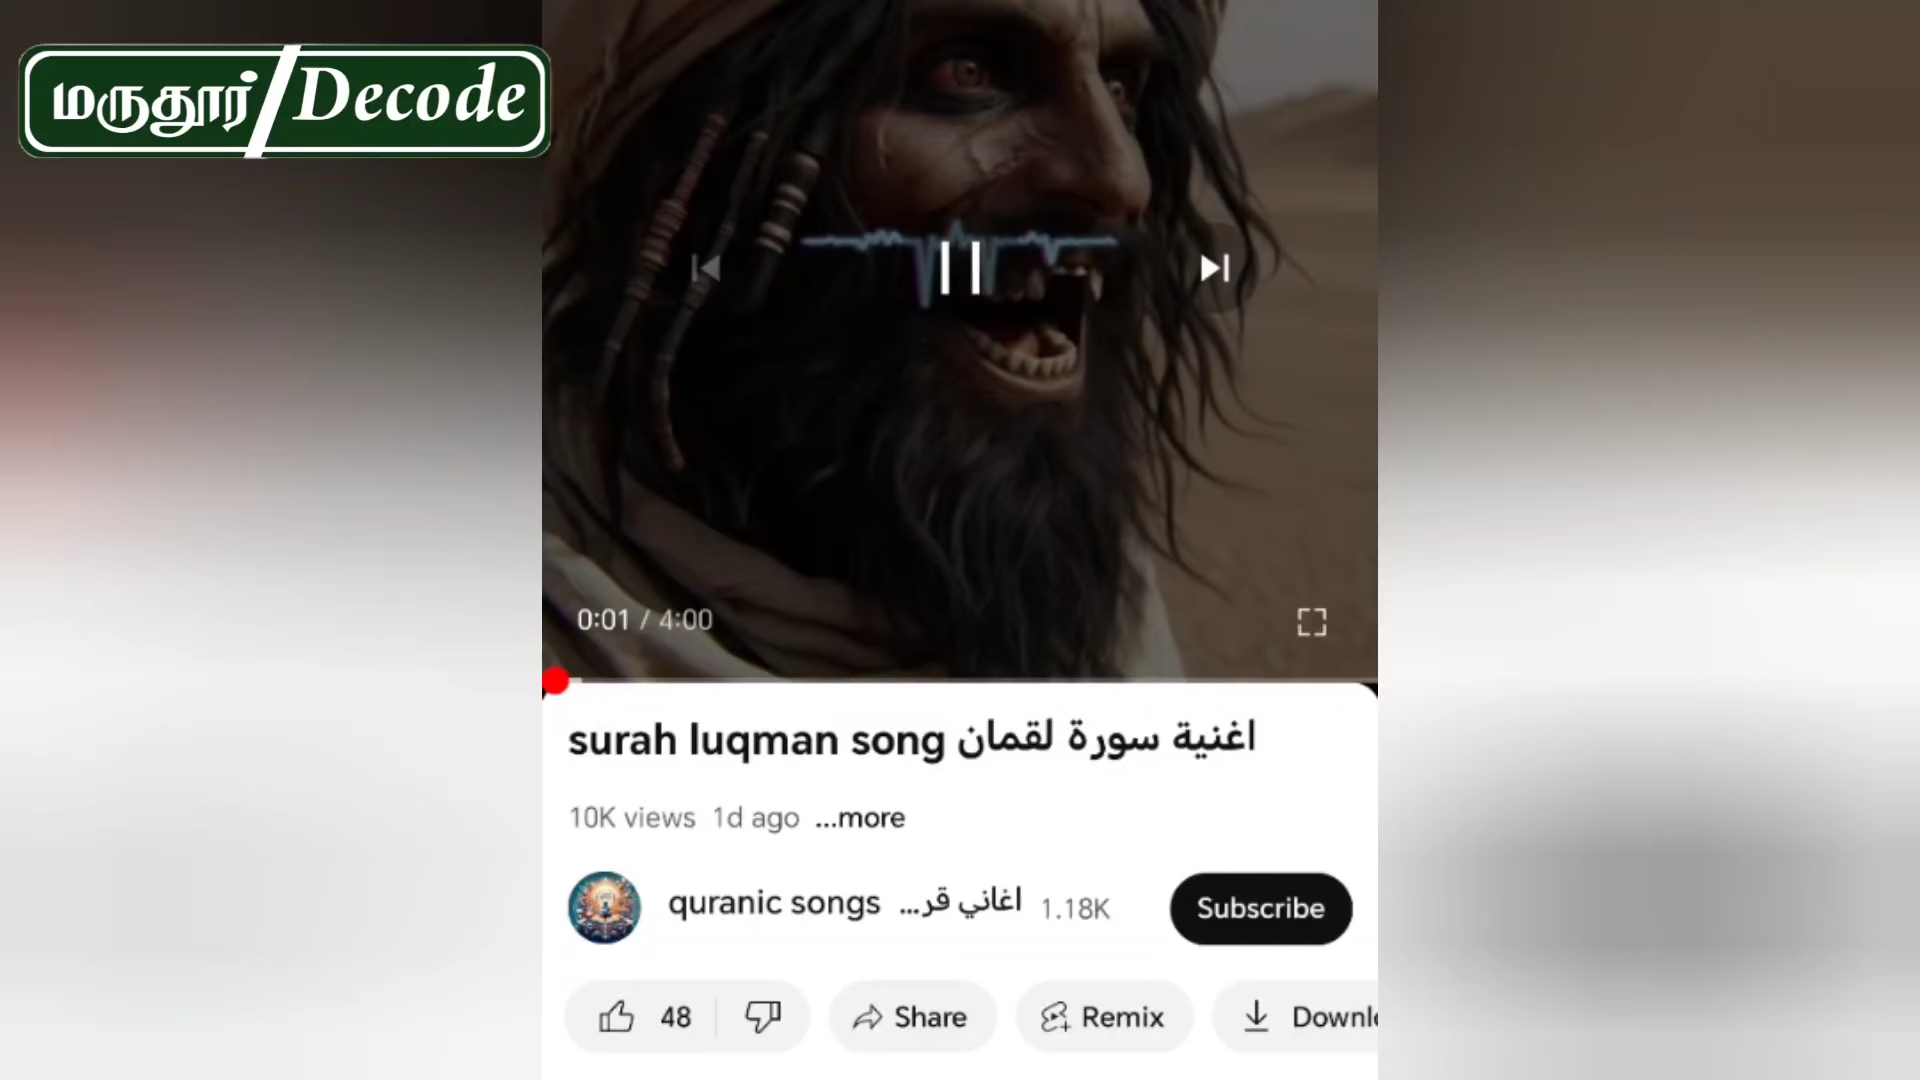 மருதூர்/Decode
0:01 / 4:00
surah luqman song اغنية سورة لقمان
10K views 1d ago ...more
quranic songs اغاني قر... 1.18K
Subscribe
48 Share Remix Downl